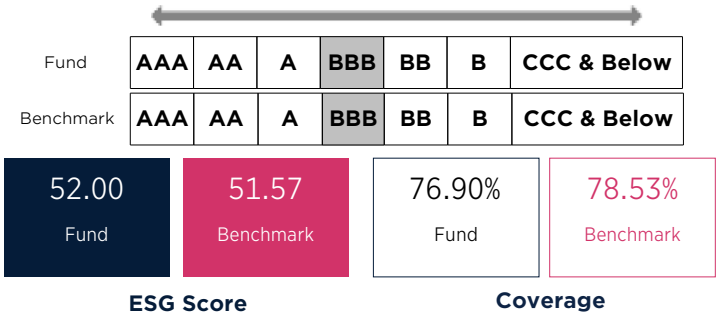 Fund AAA AA A BBB BB B CCC & Below
Benchmark AAA AA A BBB BB B CCC & Below
52.00 51.57 76.90% 78.53%
Fund Benchmark Fund Benchmark
ESG Score Coverage